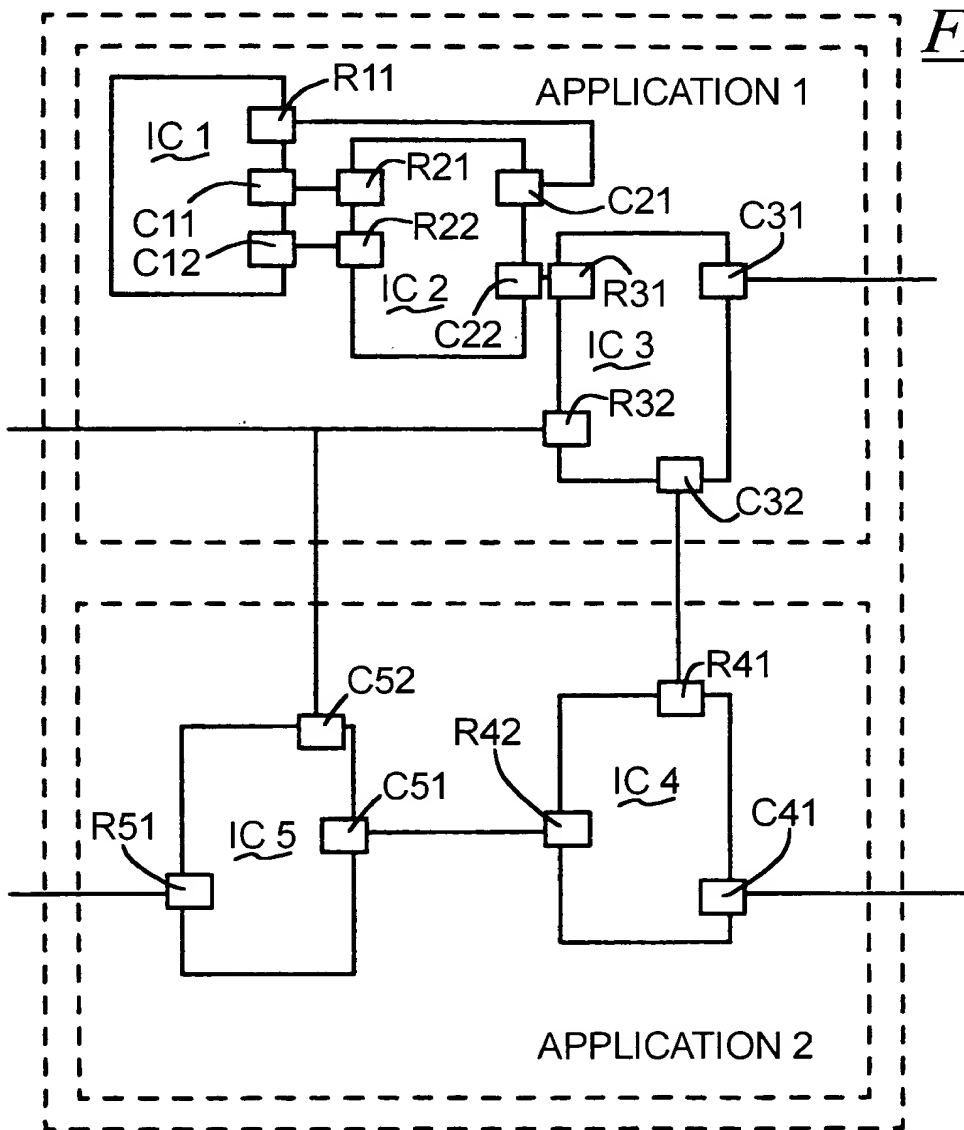 R11
APPLICATION 1
IC 1
R21
C21
C11
R22
C31
C12
IC 2
R31
C22
IC 3
R32
C32
C52
R41
R42
C51
IC 4
R51
IC 5
C41
APPLICATION 2